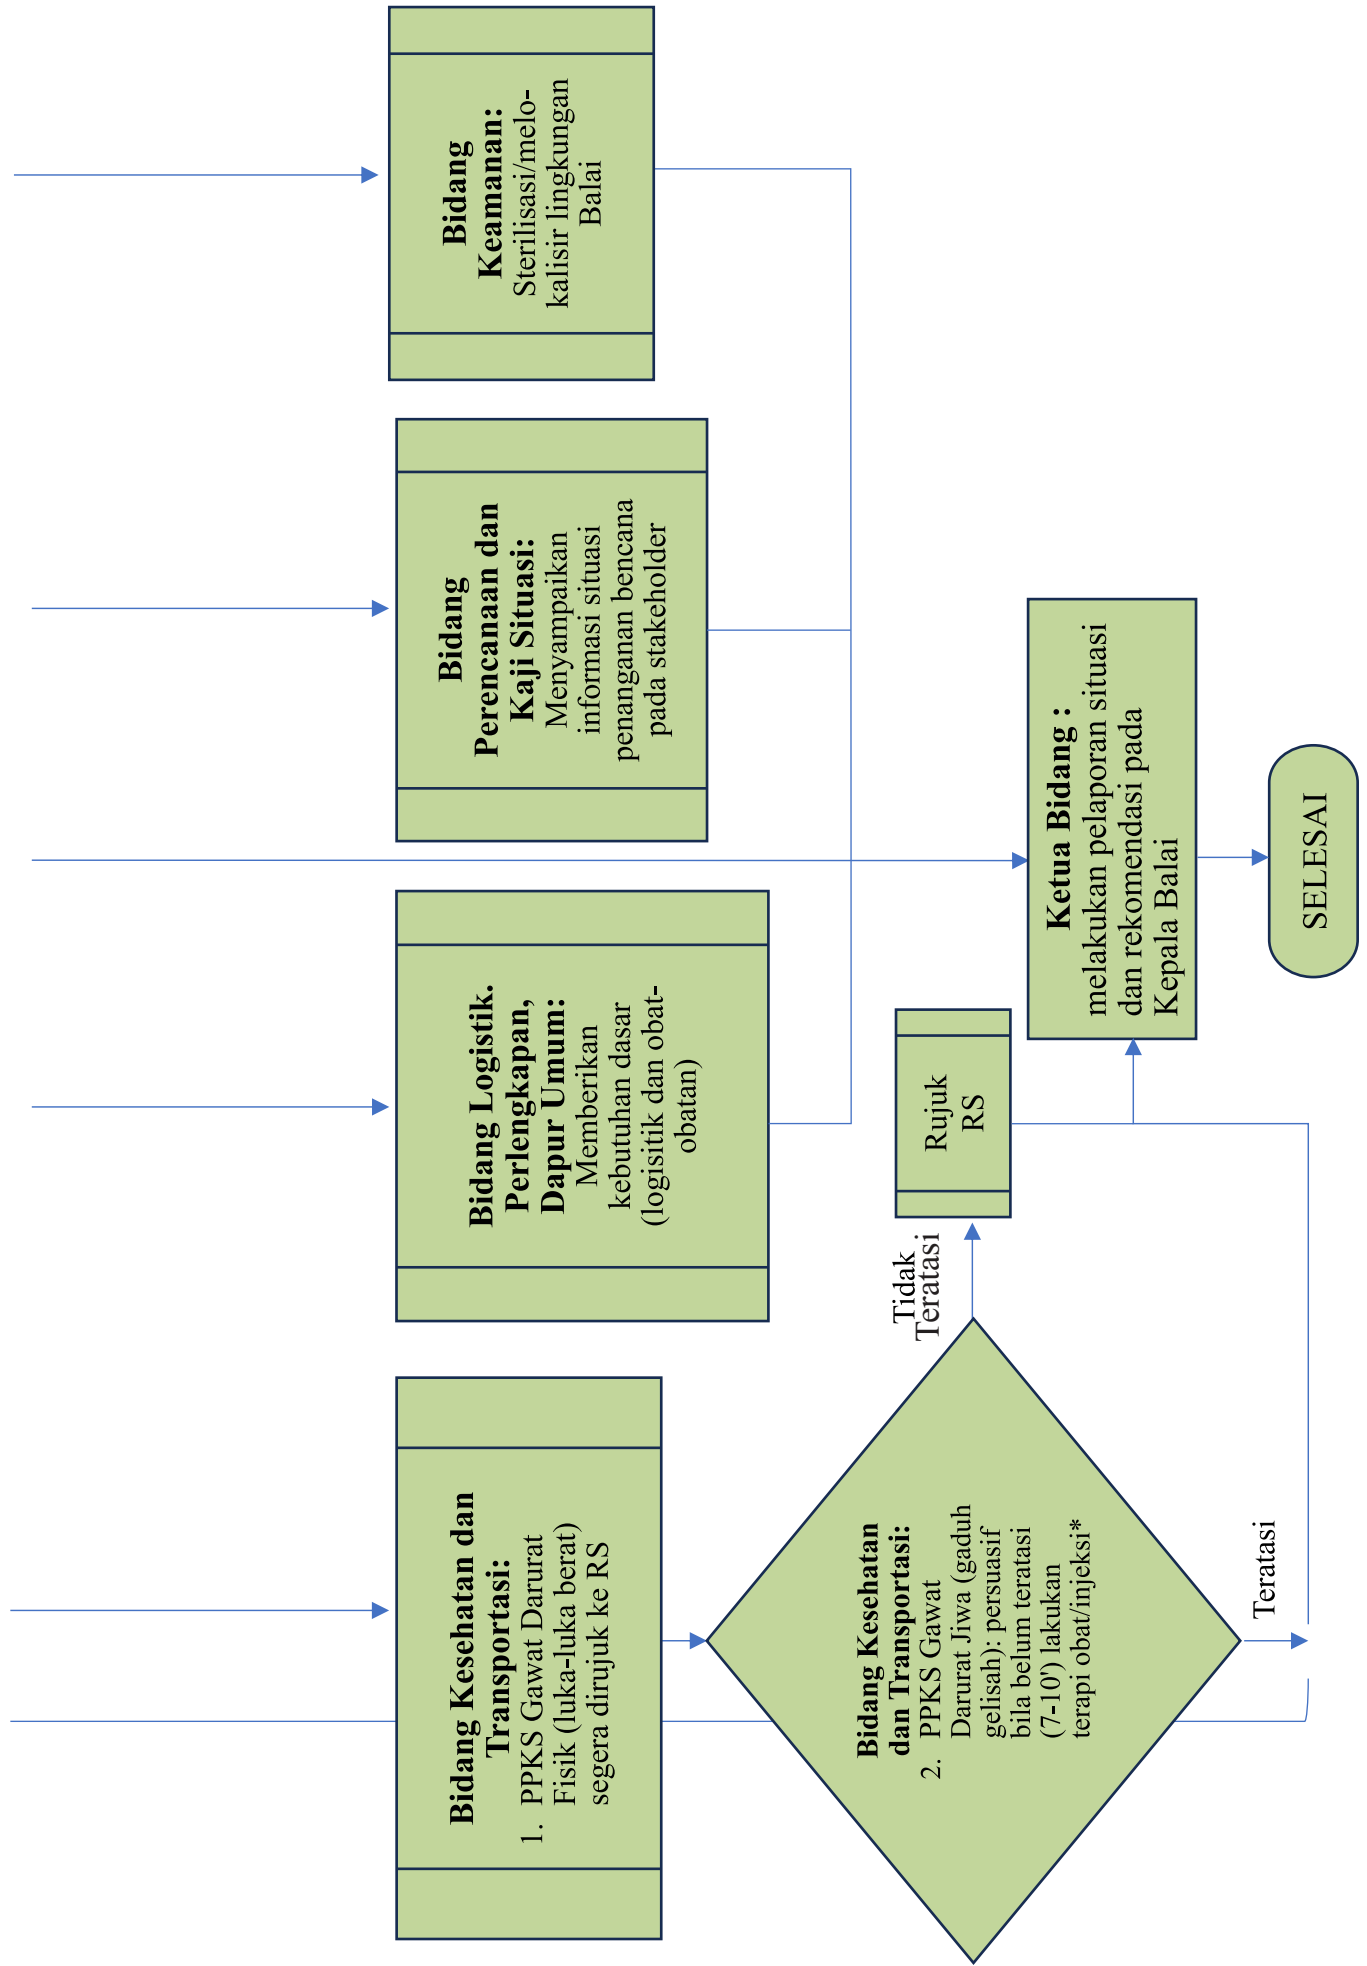 Bidang Kesehatan dan
Transportasi:
1. PPKS Gawat Darurat
Fisik (luka-luka berat)
segera dirujuk ke RS
Bidang Logistik.
Perlengkapan,
Dapur Umum:
Memberikan
kebutuhan dasar
(logisitik dan obat-
obatan)
Bidang
Perencanaan dan
Kaji Situasi:
Menyampaikan
informasi situasi
penanganan bencana
pada stakeholder
Bidang
Keamanan:
Sterilisasi/melo-
kalisir lingkungan
Balai
Bidang Kesehatan
dan Transportasi:
2. PPKS Gawat
Darurat Jiwa (gaduh
gelisah): persuasif
bila belum teratasi
(7-10') lakukan
terapi obat/injeksi*
Tidak
Teratasi
Rujuk
RS
Teratasi
Ketua Bidang :
melakukan pelaporan situasi
dan rekomendasi pada
Kepala Balai
SELESAI